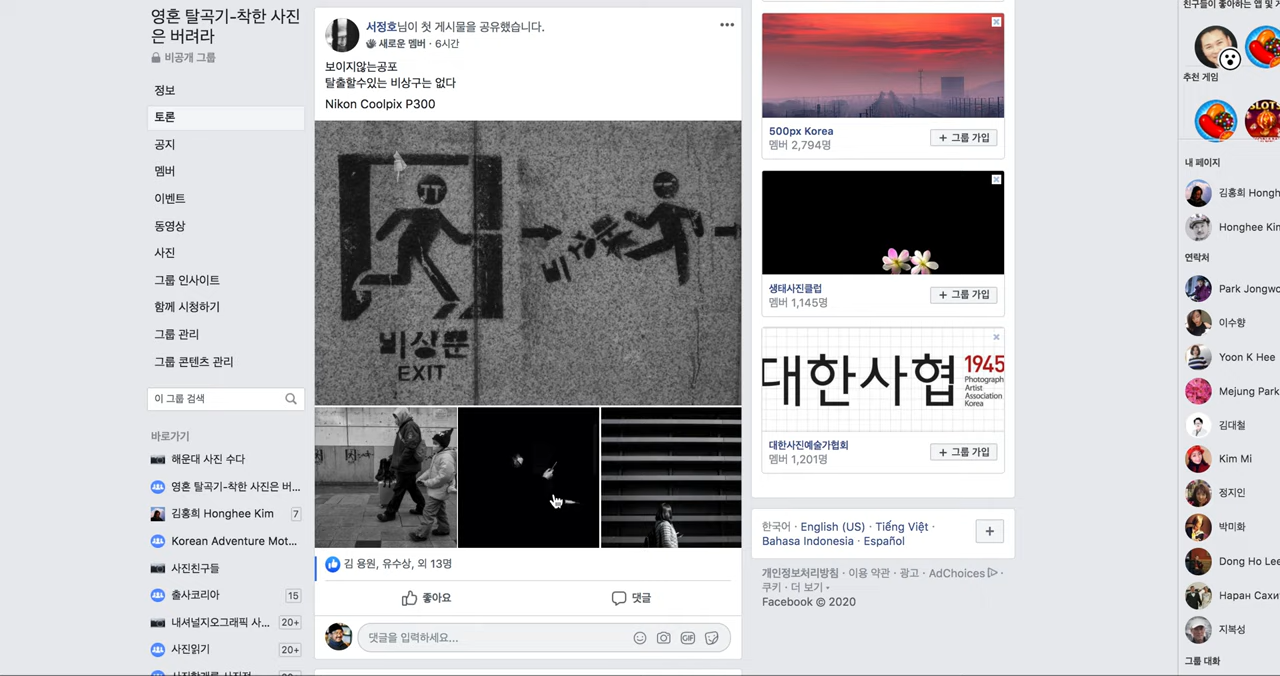 영혼 탈곡기-착한 사진
은 버려라
비공개 그룹
정보
토론
공지
멤버
이벤트
동영상
사진
그룹 인사이트
함께 시청하기
그룹 관리
그룹 콘텐츠 관리
이 그룹 검색
바로가기
해운대 사진 수다
영혼 탈곡기-착한 사진은 버...
김홍희 Honghee Kim 7
Korean Adventure Mot...
사진친구들
출사코리아 15
내셔널지오그래픽 사... 20+
사진읽기 20+
서정호님이 첫 게시물을 공유했습니다.
새로운 멤버 · 6시간
보이지않는공포
탈출할수있는 비상구는 없다
Nikon Coolpix P300
비상문
EXIT
김 용원, 유수상, 외 13명
좋아요 댓글
댓글을 입력하세요...
GIF
500px Korea
멤버 2,794명
+ 그룹 가입
생태사진클럽
멤버 1,145명
+ 그룹 가입
대한사협 1945
Photograph
Artist
Association
Korea
대한사진예술가협회
멤버 1,201명
+ 그룹 가입
한국어 · English (US) · Tiếng Việt ·
Bahasa Indonesia · Español
개인정보처리방침 · 이용 약관 · 광고 · AdChoices ·
쿠키 · 더 보기
Facebook © 2020
친구들이 좋아하는 앱 및 게
추천 게임
SLOTS
내 페이지
김홍희 Hongh
Honghee Kin
연락처
Park Jongwo
이수향
Yoon K Hee
Mejung Park
김대철
Kim Mi
정지인
박미화
Dong Ho Lee
Наран Сахи
지복성
그룹 대화